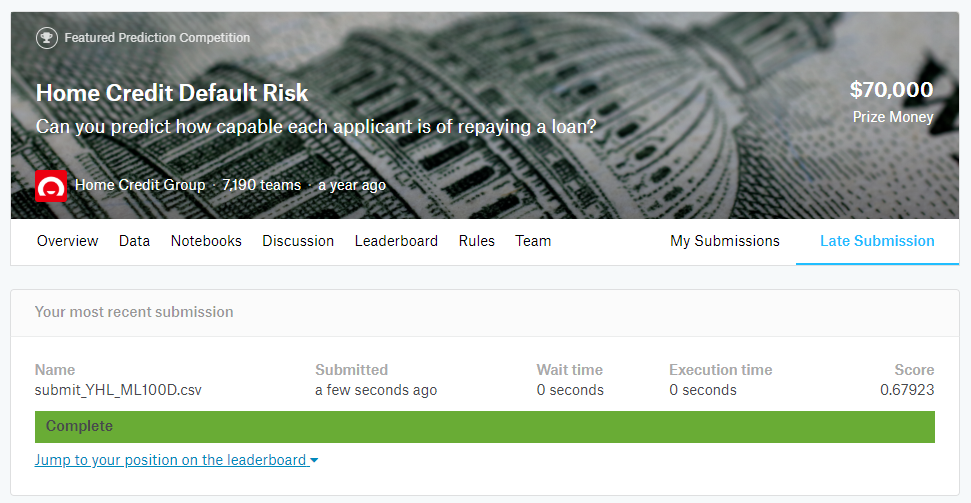 Featured Prediction Competition
Home Credit Default Risk
Can you predict how capable each applicant is of repaying a loan?
$70,000
Prize Money
Home Credit Group · 7,190 teams · a year ago
Overview Data Notebooks Discussion Leaderboard Rules Team My Submissions Late Submission
Your most recent submission
Name Submitted Wait time Execution time Score
submit_YHL_ML100D.csv a few seconds ago 0 seconds 0 seconds 0.67923
Complete
Jump to your position on the leaderboard